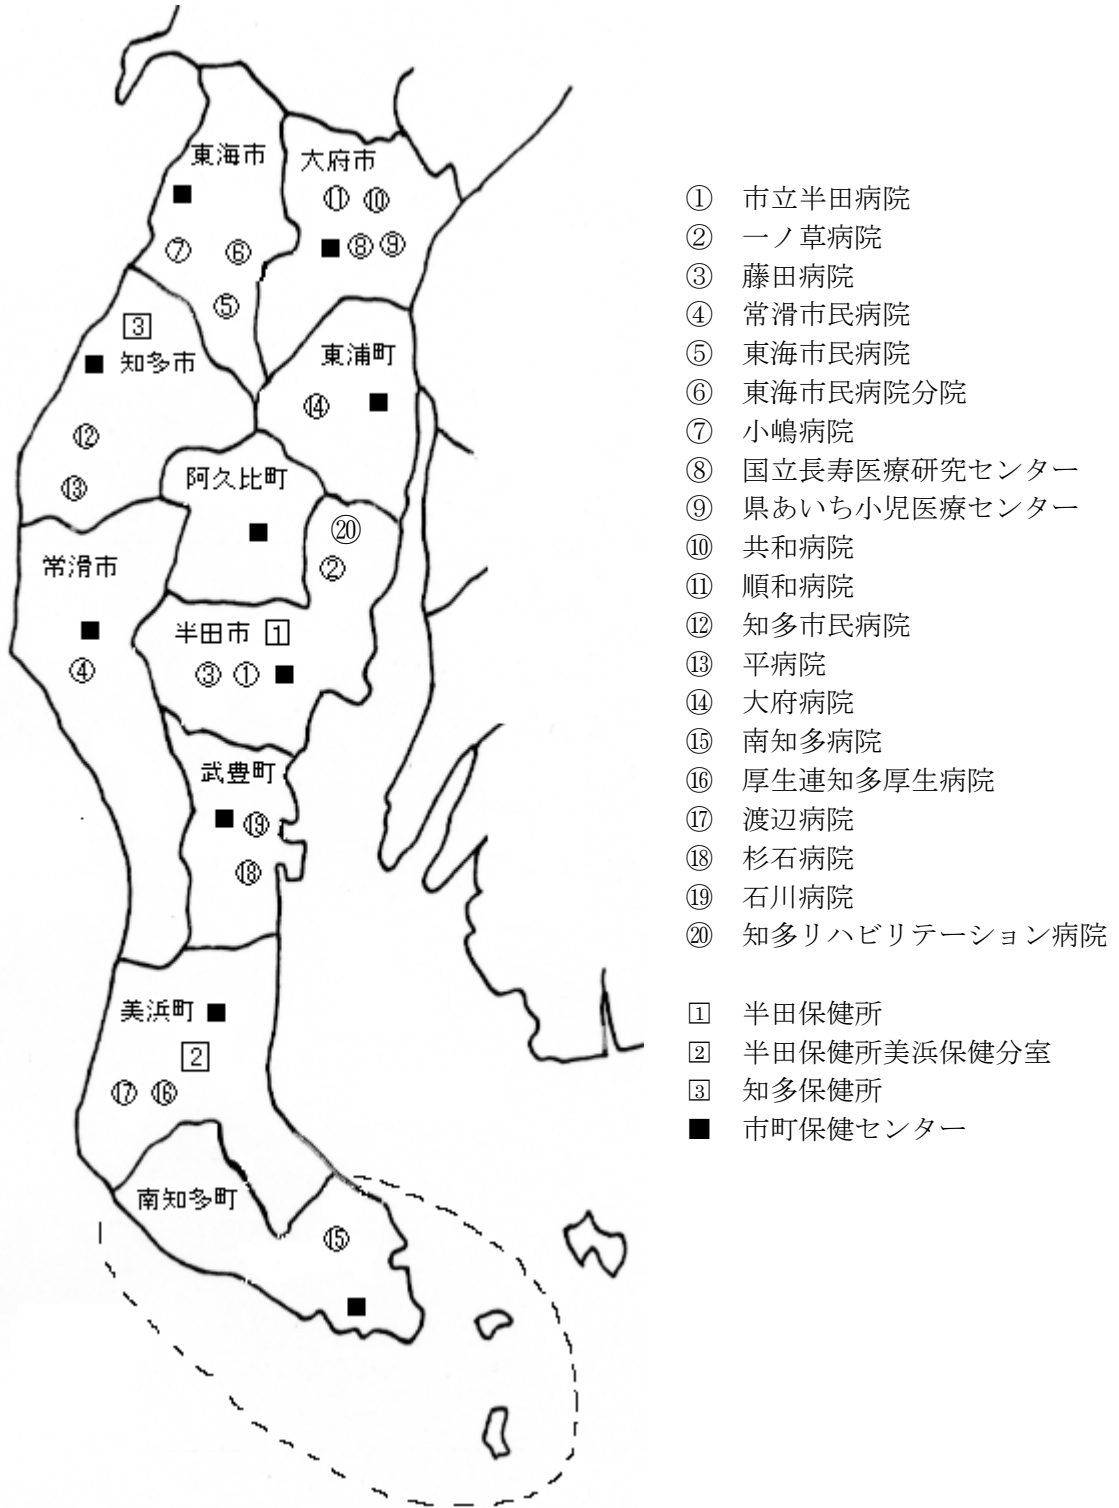 東海市
大府市
⑪ ⑩
⑦ ⑥
■ ⑧ ⑨
⑤
3
■ 知多市
東浦町
⑭ ■
⑫
⑬
阿久比町
■
⑳
②
常滑市
■
④
半田市 1
③ ① ■
武豊町
■ ⑲
⑱
美浜町 ■
2
⑰ ⑯
南知多町
⑮
■
① 市立半田病院
② 一ノ草病院
③ 藤田病院
④ 常滑市民病院
⑤ 東海市民病院
⑥ 東海市民病院分院
⑦ 小嶋病院
⑧ 国立長寿医療研究センター
⑨ 県あいち小児医療センター
⑩ 共和病院
⑪ 順和病院
⑫ 知多市民病院
⑬ 平病院
⑭ 大府病院
⑮ 南知多病院
⑯ 厚生連知多厚生病院
⑰ 渡辺病院
⑱ 杉石病院
⑲ 石川病院
⑳ 知多リハビリテーション病院
1 半田保健所
2 半田保健所美浜保健分室
3 知多保健所
■ 市町保健センター